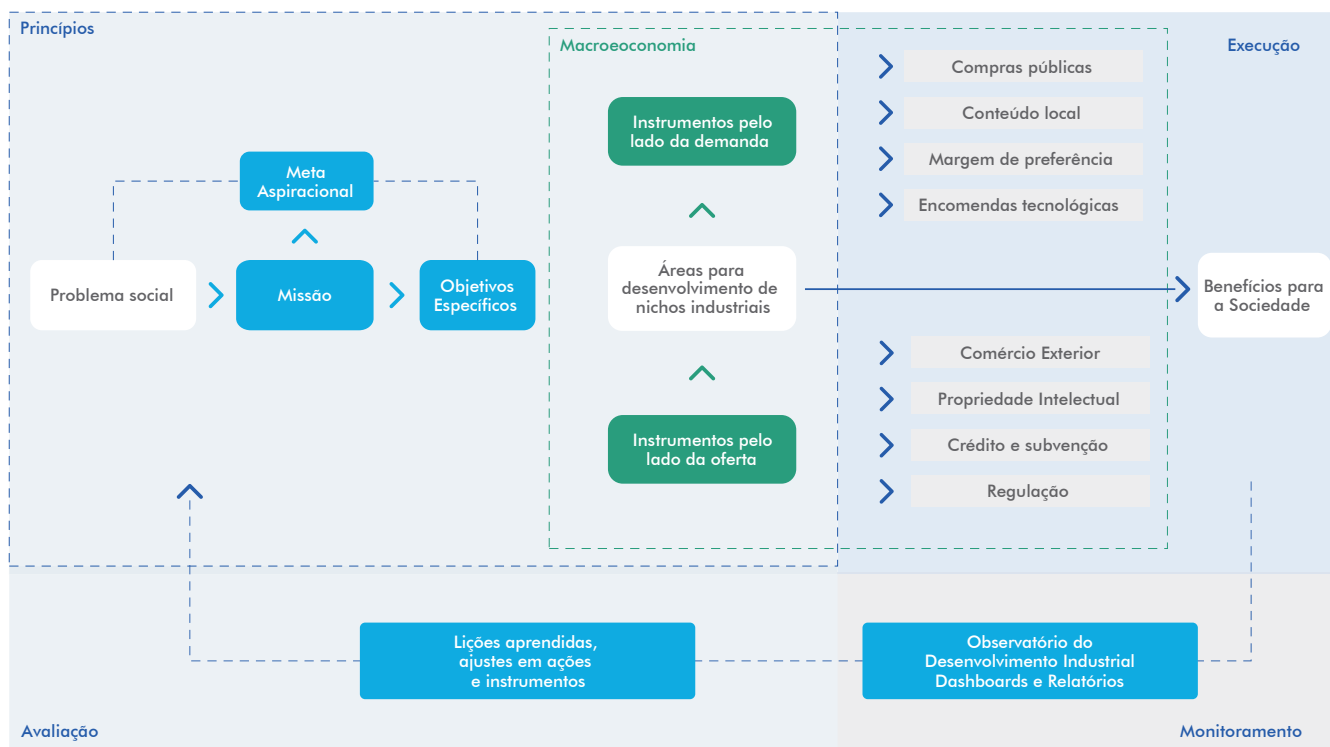 Princípios
Macroeoconomia
Execução
Compras públicas
Conteúdo local
Margem de preferência
Encomendas tecnológicas
Instrumentos pelo
lado da demanda
Meta
Aspiracional
Problema social
Missão
Objetivos
Específicos
Áreas para
desenvolvimento de
nichos industriais
Benefícios para
a Sociedade
Comércio Exterior
Propriedade Intelectual
Crédito e subvenção
Regulação
Instrumentos pelo
lado da oferta
Lições aprendidas,
ajustes em ações
e instrumentos
Observatório do
Desenvolvimento Industrial
Dashboards e Relatórios
Avaliação
Monitoramento